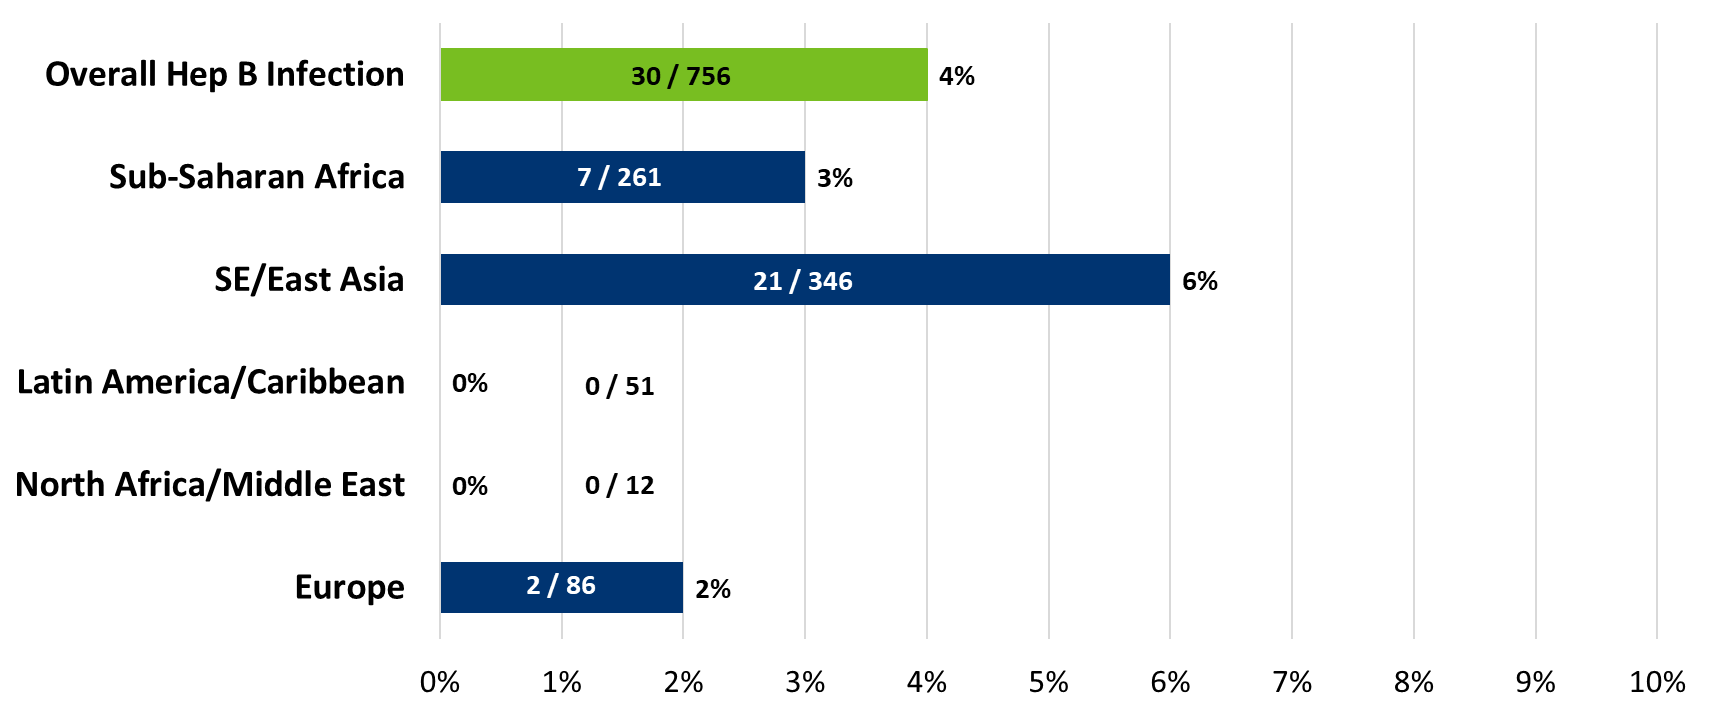 Overall Hep B Infection 30 / 756 4%
Sub-Saharan Africa 7 / 261 3%
SE/East Asia 21 / 346 6%
Latin America/Caribbean 0% 0 / 51
North Africa/Middle East 0% 0 / 12
Europe 2 / 86 2%
0% 1% 2% 3% 4% 5% 6% 7% 8% 9% 10%